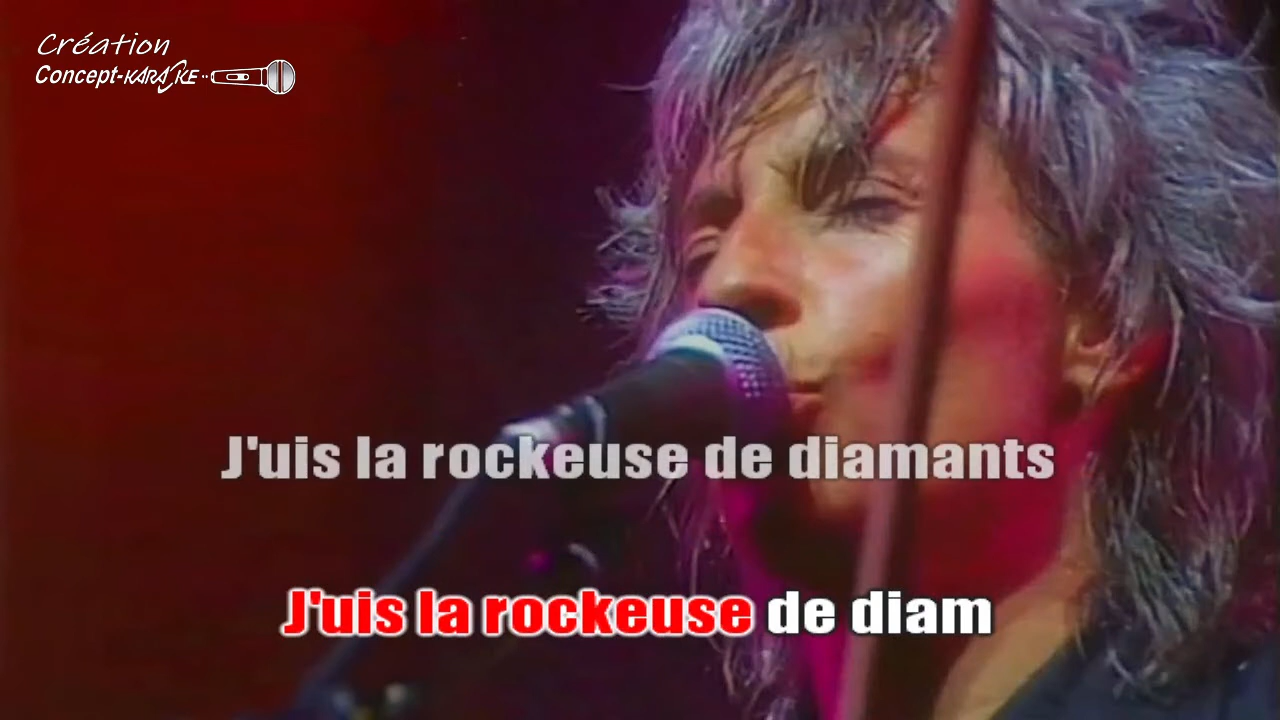 Création
Concept-KARAOKE
J'uis la rockeuse de diamants
J'uis la rockeuse de diam